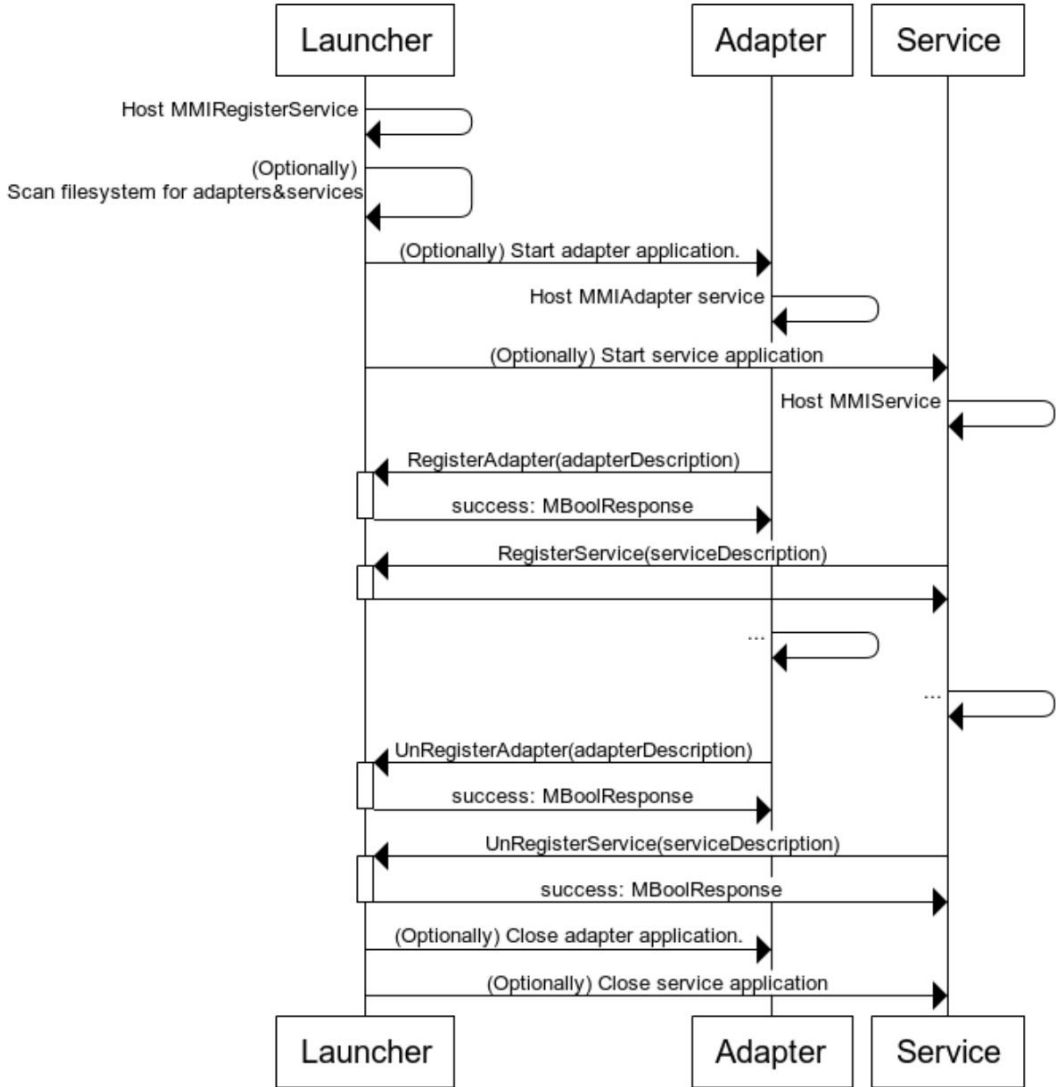 Launcher
Adapter
Service
Host MMIRegisterService
(Optionally)
Scan filesystem for adapters&services
(Optionally) Start adapter application.
Host MMIAdapter service
(Optionally) Start service application
Host MMIService
RegisterAdapter(adapterDescription)
success: MBoolResponse
RegisterService(serviceDescription)
...
...
UnRegisterAdapter(adapterDescription)
success: MBoolResponse
UnRegisterService(serviceDescription)
success: MBoolResponse
(Optionally) Close adapter application.
(Optionally) Close service application
Launcher
Adapter
Service